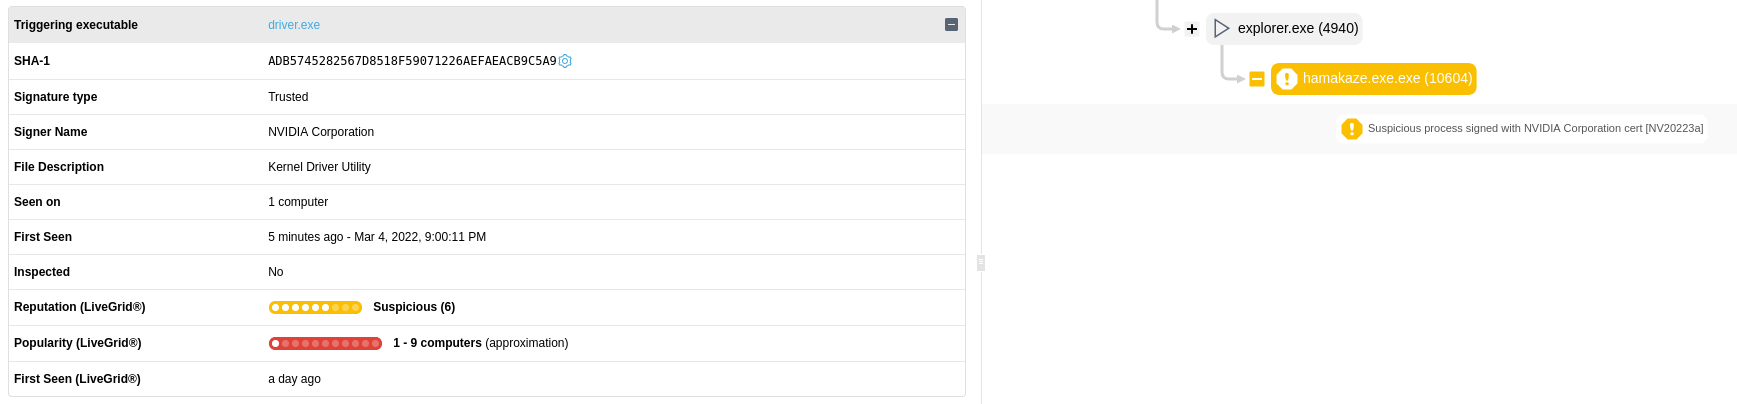 Triggering executable driver.exe
SHA-1 ADB5745282567D8518F59071226AEFAEACB9C5A9
Signature type Trusted
Signer Name NVIDIA Corporation
File Description Kernel Driver Utility
Seen on 1 computer
First Seen 5 minutes ago - Mar 4, 2022, 9:00:11 PM
Inspected No
Reputation (LiveGrid®) Suspicious (6)
Popularity (LiveGrid®) 1 - 9 computers (approximation)
First Seen (LiveGrid®) a day ago
explorer.exe (4940)
hamakaze.exe.exe (10604)
Suspicious process signed with NVIDIA Corporation cert [NV20223a]